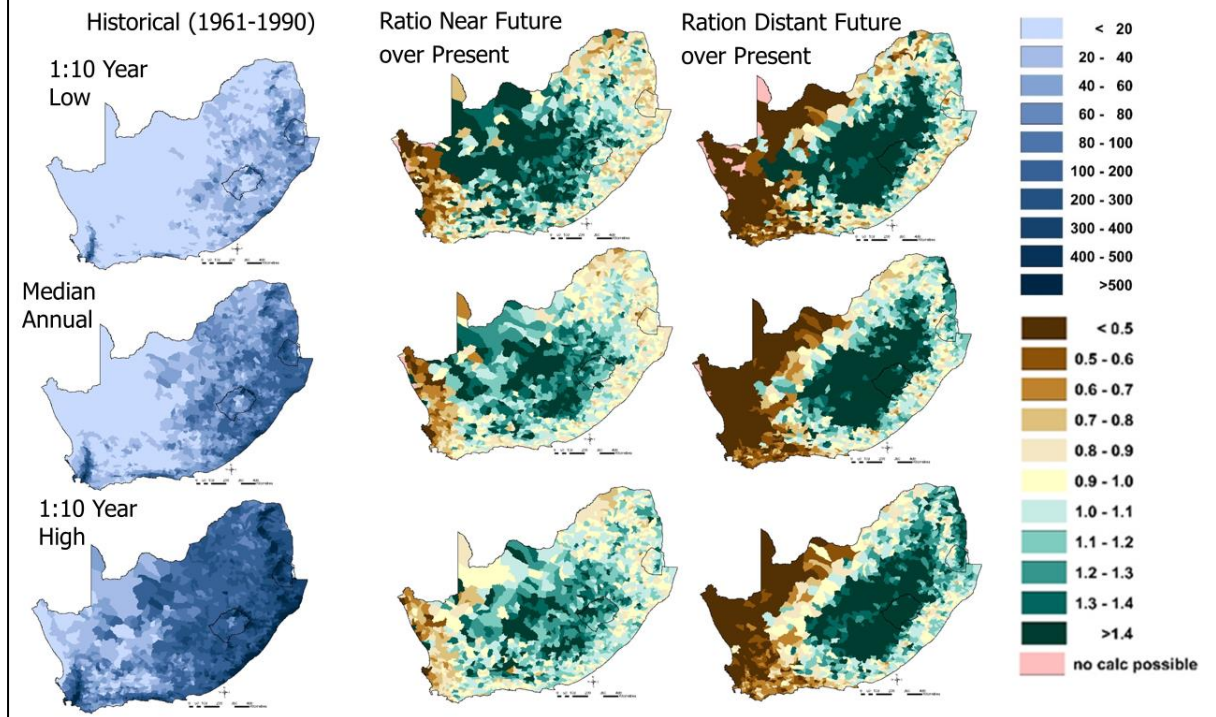 Historical (1961-1990)
Ratio Near Future
over Present
Ration Distant Future
over Present
1:10 Year
Low
Median
Annual
1:10 Year
High
< 20
20 - 40
40 - 60
60 - 80
80 - 100
100 - 200
200 - 300
300 - 400
400 - 500
>500
< 0.5
0.5 - 0.6
0.6 - 0.7
0.7 - 0.8
0.8 - 0.9
0.9 - 1.0
1.0 - 1.1
1.1 - 1.2
1.2 - 1.3
1.3 - 1.4
>1.4
no calc possible